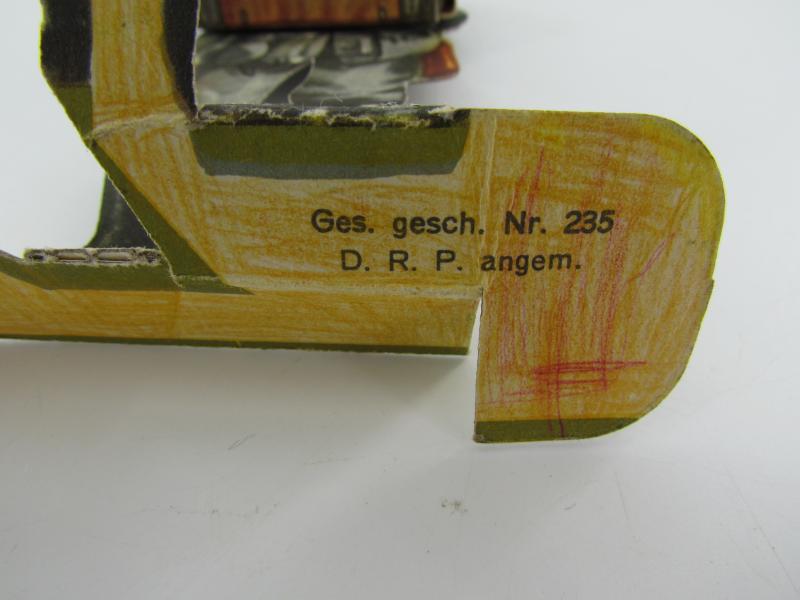 Ges. gesch. Nr. 235
D. R. P. angem.